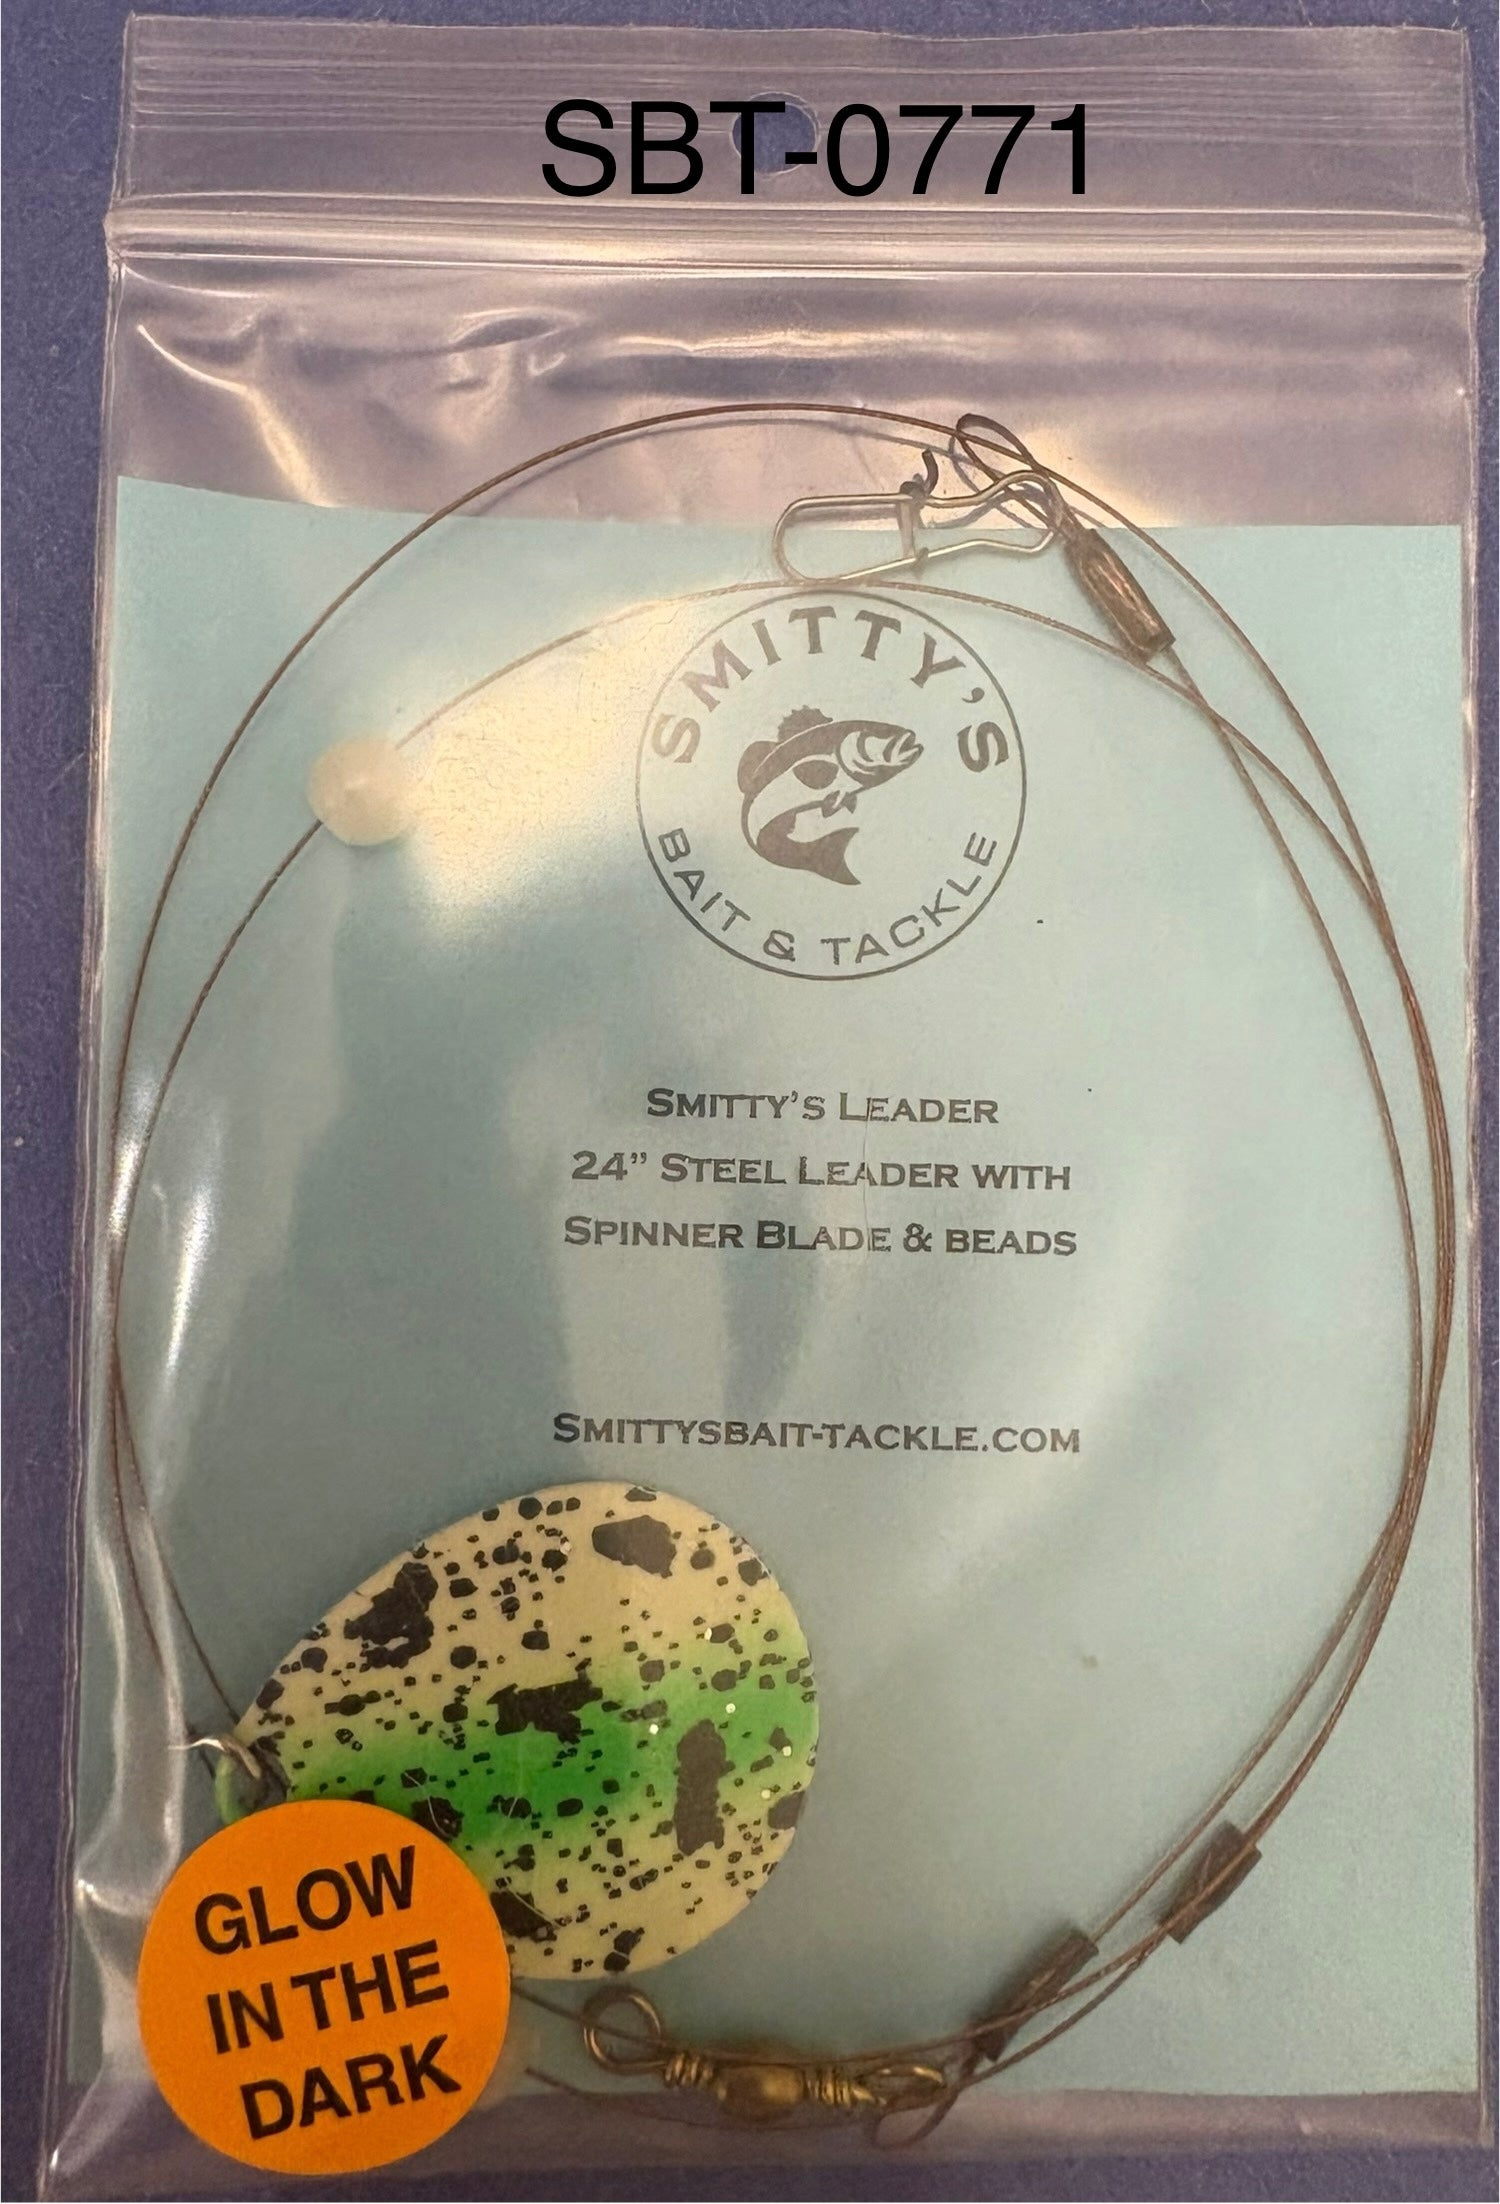 SBT-0771
SMITTY'S
BAIT & TACKLE
SMITTY'S LEADER
24" STEEL LEADER WITH
SPINNER BLADE & BEADS
SMITTYSBAIT-TACKLE.COM
GLOW
IN THE
DARK